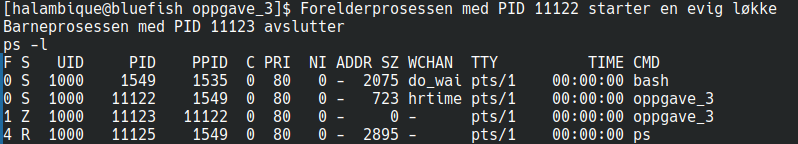 [halambique@bluefish oppgave_3]$ Forelderprosessen med PID 11122 starter en evig løkke
Barneprosessen med PID 11123 avslutter
ps -l
F S   UID     PID    PPID  C PRI  NI ADDR SZ WCHAN  TTY          TIME CMD
0 S  1000    1549    1535  0  80   0 -  2075 do_wai pts/1    00:00:00 bash
0 S  1000   11122    1549  0  80   0 -   723 hrtime pts/1    00:00:00 oppgave_3
1 Z  1000   11123   11122  0  80   0 -     0 -      pts/1    00:00:00 oppgave_3
4 R  1000   11125    1549  0  80   0 -  2895 -      pts/1    00:00:00 ps